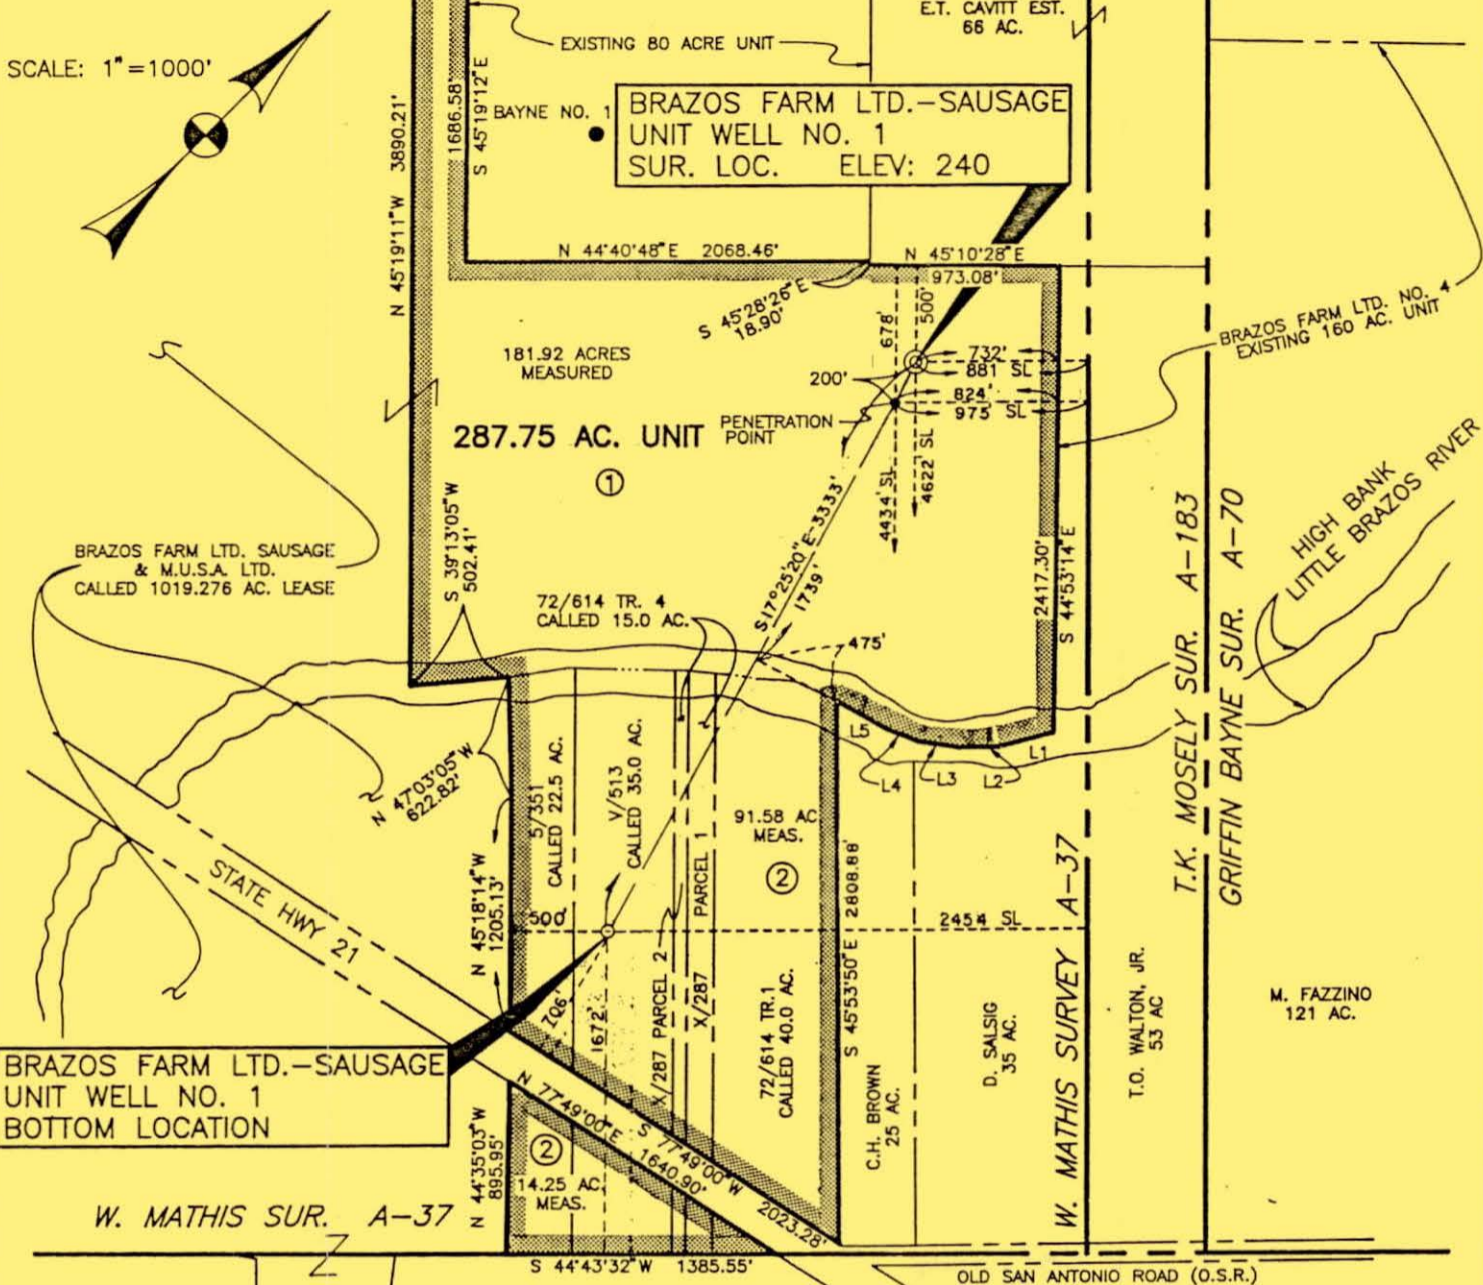 SCALE: 1"=1000'
E.T. CAVITT EST.
66 AC.
EXISTING 80 ACRE UNIT
N 45°19'11"W 3890.21'
1686.58'
S 45°19'12"E
BAYNE NO. 1
BRAZOS FARM LTD.-SAUSAGE
UNIT WELL NO. 1
SUR. LOC. ELEV: 240
N 44°40'48"E 2068.46'
N 45°10'28"E
973.08'
S 45°28'26"E
18.90'
678'
500'
732'
881 SL
824'
975 SL
200'
PENETRATION
POINT
181.92 ACRES
MEASURED
287.75 AC. UNIT
1
4434' SL
4622' SL
BRAZOS FARM LTD. NO. 4
EXISTING 160 AC. UNIT
HIGH BANK
LITTLE BRAZOS RIVER
S 17°25'20"E-3333'
1739'
475'
2417.30'
S 44°53'14"E
BRAZOS FARM LTD. SAUSAGE
& M.U.S.A. LTD.
CALLED 1019.276 AC. LEASE
S 39°13'05"W
502.41'
72/614 TR. 4
CALLED 15.0 AC.
T.K. MOSELY SUR. A-183
GRIFFIN BAYNE SUR. A-70
L5
L4
L3
L2
L1
N 47°03'05"W
622.82'
5/351
CALLED 22.5 AC.
V/513
CALLED 35.0 AC.
91.58 AC
MEAS.
2
X/287 PARCEL 1
X/287 PARCEL 2
STATE HWY 21
N 45°18'14"W
1205.13'
500'
2454 SL
706'
1672'
S 45°53'50"E 2808.88'
72/614 TR.1
CALLED 40.0 AC.
C.H. BROWN
25 AC.
D. SALSIG
35 AC.
W. MATHIS SURVEY A-37
T.O. WALTON, JR.
53 AC
M. FAZZINO
121 AC.
BRAZOS FARM LTD.-SAUSAGE
UNIT WELL NO. 1
BOTTOM LOCATION
N 77°49'00"E
1640.90'
S 77°49'00"W
2023.28'
N 44°35'03"W
895.95'
2
14.25 AC.
MEAS.
W. MATHIS SUR. A-37
S 44°43'32"W 1385.55'
OLD SAN ANTONIO ROAD (O.S.R.)